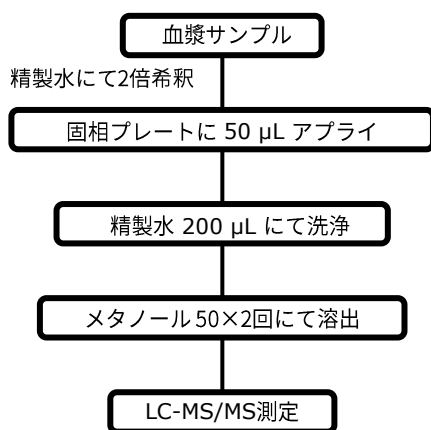 血漿サンプル
精製水にて2倍希釈
固相プレートに 50 µL アプライ
精製水 200 µL にて洗浄
メタノール50×2回にて溶出
LC-MS/MS測定